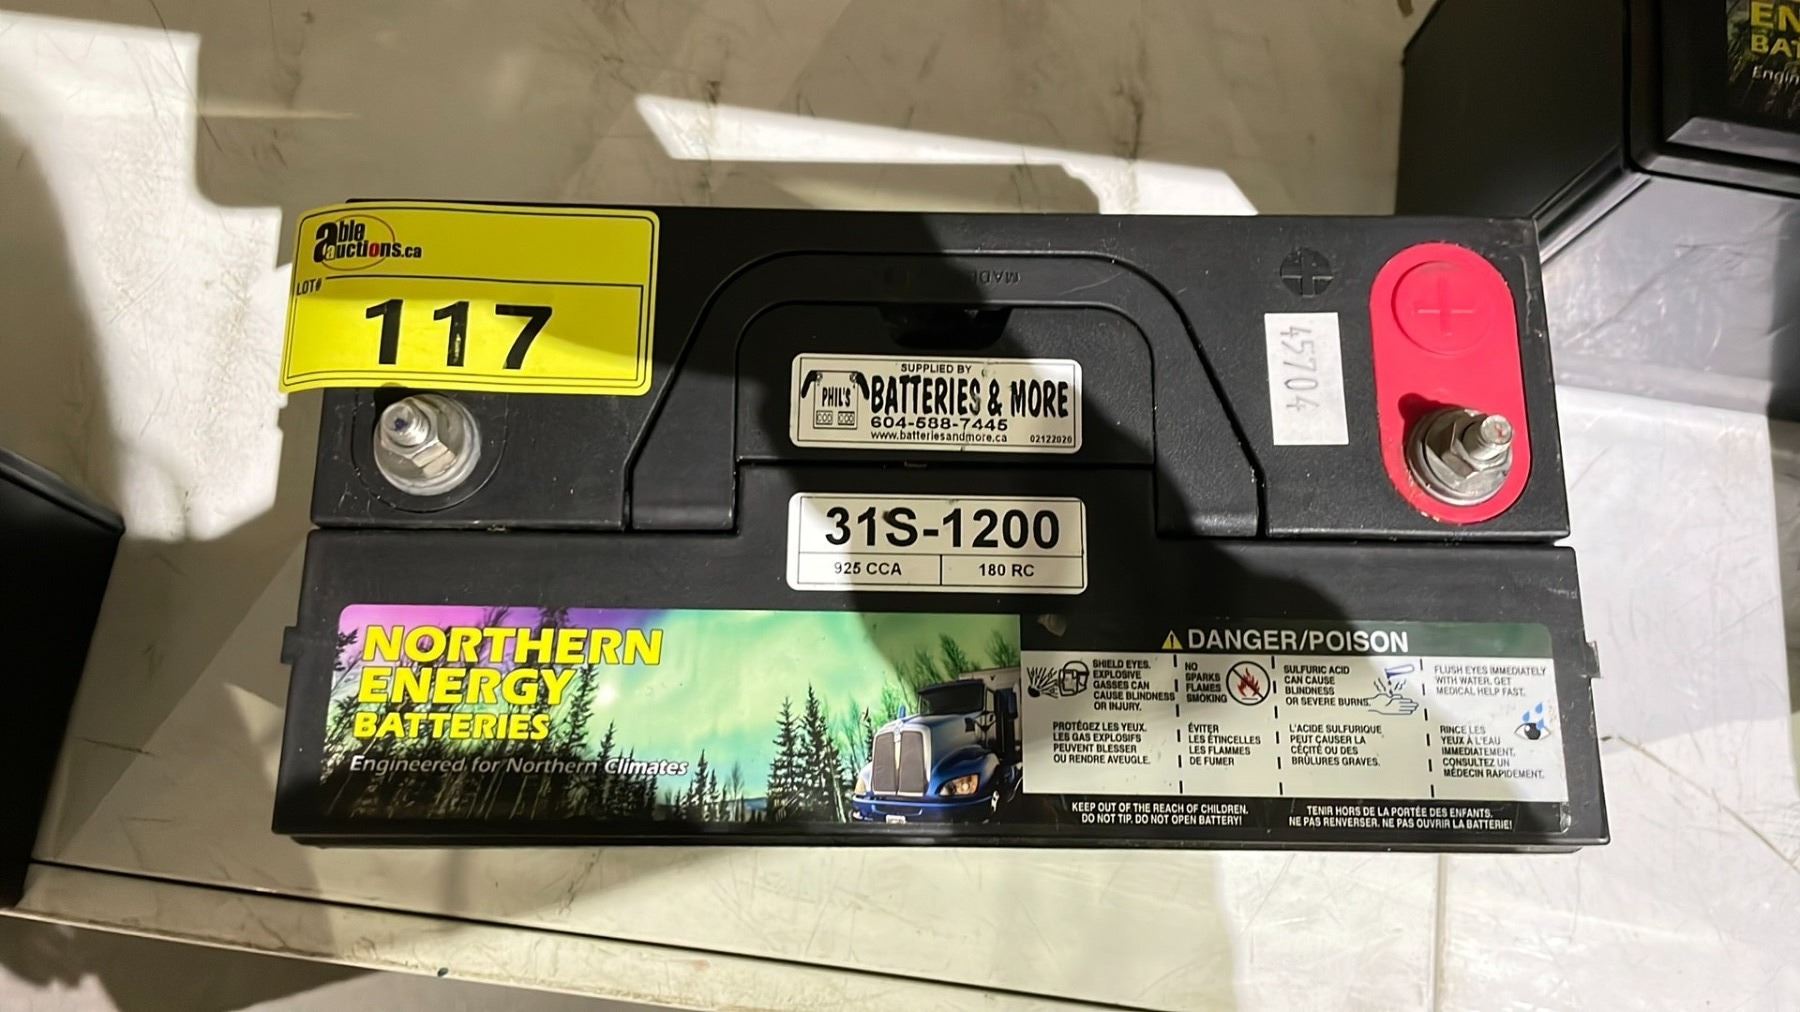 able
auctions.ca
LOT#
117
MADE
45704
SUPPLIED BY
PHIL'S
BATTERIES & MORE
604-588-7445
www.batteriesandmore.ca
02122020
31S-1200
925 CCA
180 RC
NORTHERN
ENERGY
BATTERIES
Engineered for Northern Climates
DANGER/POISON
SHIELD EYES.
EXPLOSIVE
GASSES CAN
CAUSE BLINDNESS
OR INJURY.
NO
SPARKS
FLAMES
SMOKING
SULFURIC ACID
CAN CAUSE
BLINDNESS
OR SEVERE BURNS.
FLUSH EYES IMMEDIATELY
WITH WATER, GET
MEDICAL HELP FAST.
PROTÉGEZ LES YEUX.
LES GAS EXPLOSIFS
PEUVENT BLESSER
OU RENDRE AVEUGLE.
ÉVITER
LES ÉTINCELLES
LES FLAMMES
DE FUMER
L'ACIDE SULFURIQUE
PEUT CAUSER LA
CÉCITÉ OU DES
BRÛLURES GRAVES.
RINCE LES
YEUX À L'EAU
IMMEDIATEMENT,
CONSULTEZ UN
MÉDECIN RAPIDEMENT.
KEEP OUT OF THE REACH OF CHILDREN.
DO NOT TIP. DO NOT OPEN BATTERY!
TENIR HORS DE LA PORTÉE DES ENFANTS.
NE PAS RENVERSER. NE PAS OUVRIR LA BATTERIE!
EN
BAT
Engin